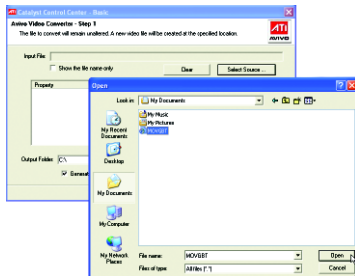 Catalyst Control Center - Basic
Avivo Video Converter - Step 1
The file to convert will remain unaltered. A new video file will be created at the specified location.
ATI
AVIVO
Input File:
Show the file name only
Clear
Select Source ...
Property
Output Folder: C:\
Generat
Open
Look in:
My Documents
My Music
My Pictures
MOVGBT
My Recent
Documents
Desktop
My Documents
My Computer
My Network
Places
File name:
MOVGBT
Open
Files of type:
All files (*.*)
Cancel